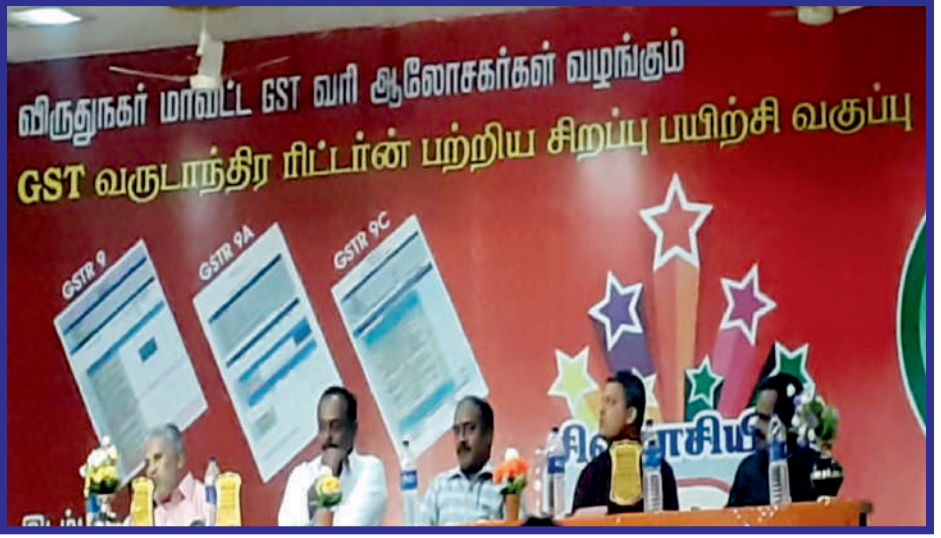 விருதுநகர் மாவட்ட GST வரி ஆலோசகர்கள் வழங்கும்
GST வருடாந்திர ரிட்டர்ன் பற்றிய சிறப்பு பயிற்சி வகுப்பு
GSTR 9
GSTR 9A
GSTR 9C